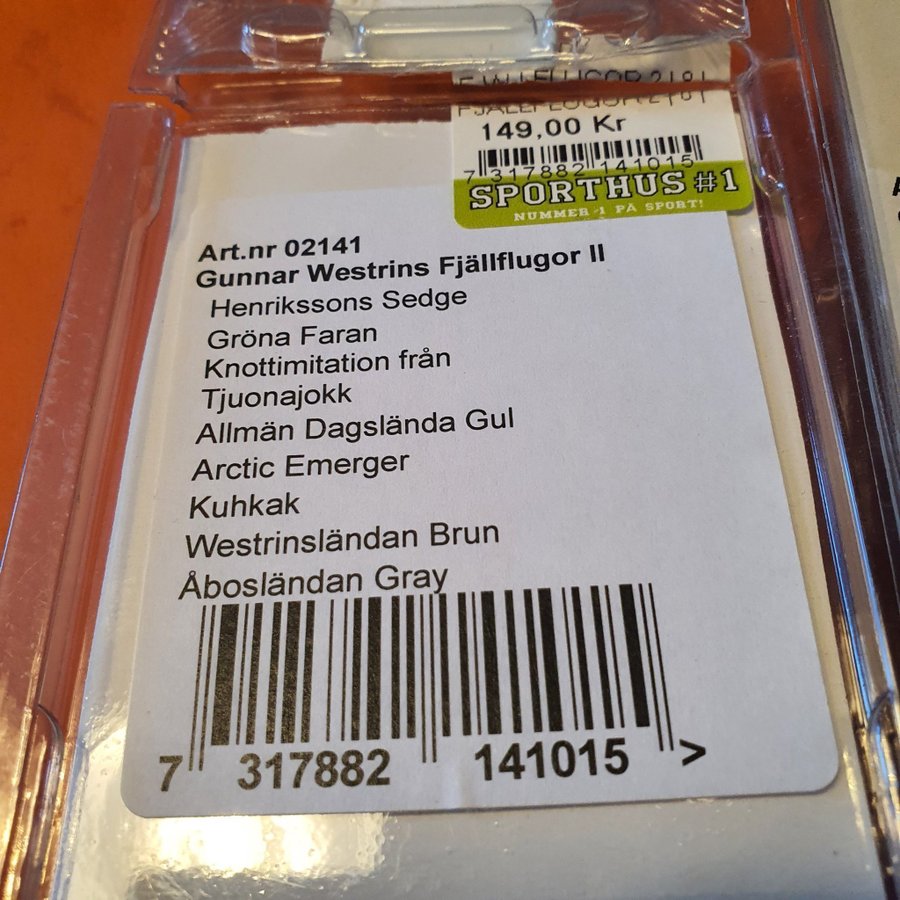 FJÄLLFLUGOR 2
149,00 Kr
7 317882 141015
SPORTHUS #1
NUMMER 1 PÅ SPORT!
Art.nr 02141
Gunnar Westrins Fjällflugor II
Henrikssons Sedge
Gröna Faran
Knottimitation från
Tjuonajokk
Allmän Dagslända Gul
Arctic Emerger
Kuhkak
Westrinsländan Brun
Åbosländan Gray
7 317882 141015 >